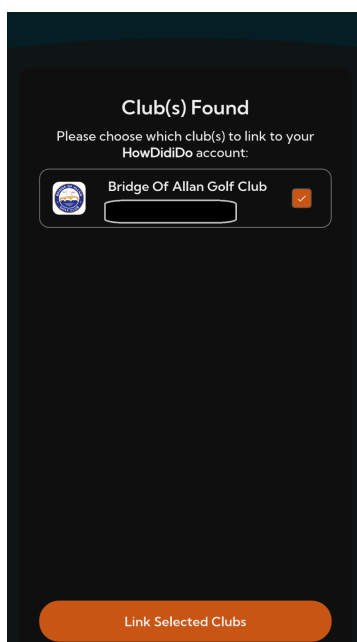 Club(s) Found
Please choose which club(s) to link to your
HowDidiDo account:
Bridge Of Allan Golf Club
Link Selected Clubs